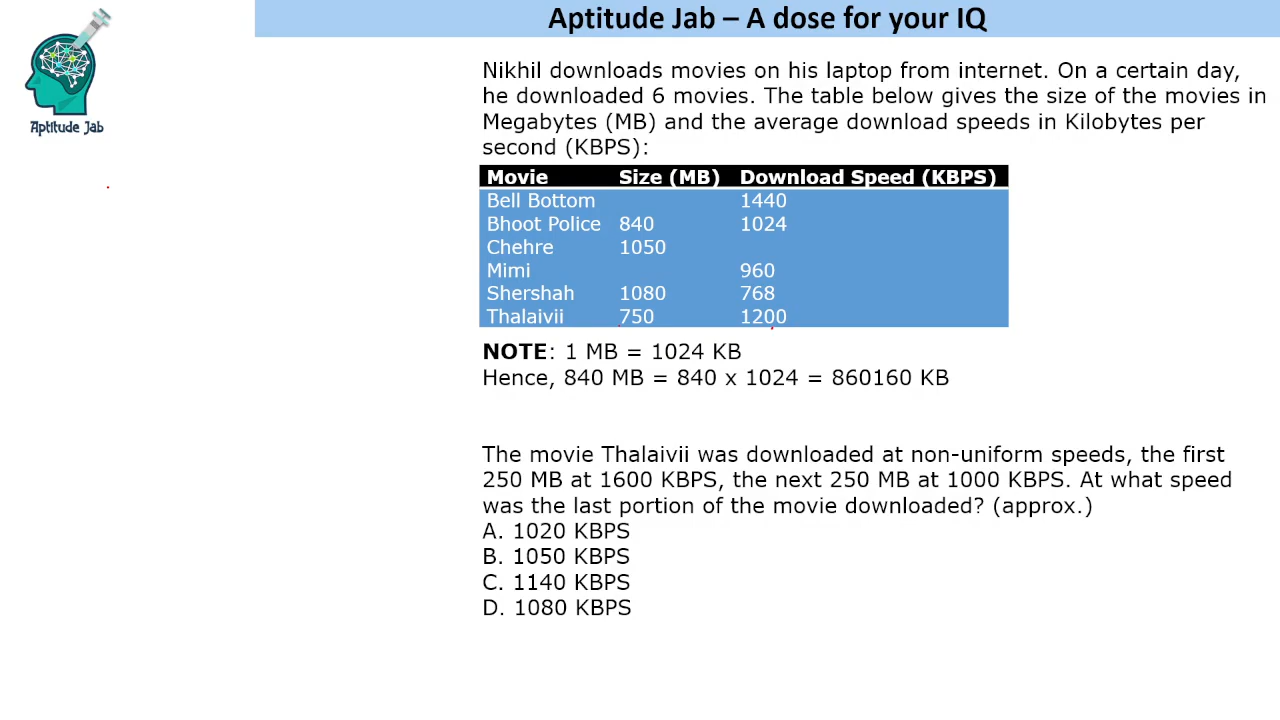 Aptitude Jab – A dose for your IQ
Aptitude Jab
Nikhil downloads movies on his laptop from internet. On a certain day,
he downloaded 6 movies. The table below gives the size of the movies in
Megabytes (MB) and the average download speeds in Kilobytes per
second (KBPS):
Movie Size (MB) Download Speed (KBPS)
Bell Bottom 1440
Bhoot Police 840 1024
Chehre 1050
Mimi 960
Shershah 1080 768
Thalaivii 750 1200
NOTE: 1 MB = 1024 KB
Hence, 840 MB = 840 x 1024 = 860160 KB
The movie Thalaivii was downloaded at non-uniform speeds, the first
250 MB at 1600 KBPS, the next 250 MB at 1000 KBPS. At what speed
was the last portion of the movie downloaded? (approx.)
A. 1020 KBPS
B. 1050 KBPS
C. 1140 KBPS
D. 1080 KBPS